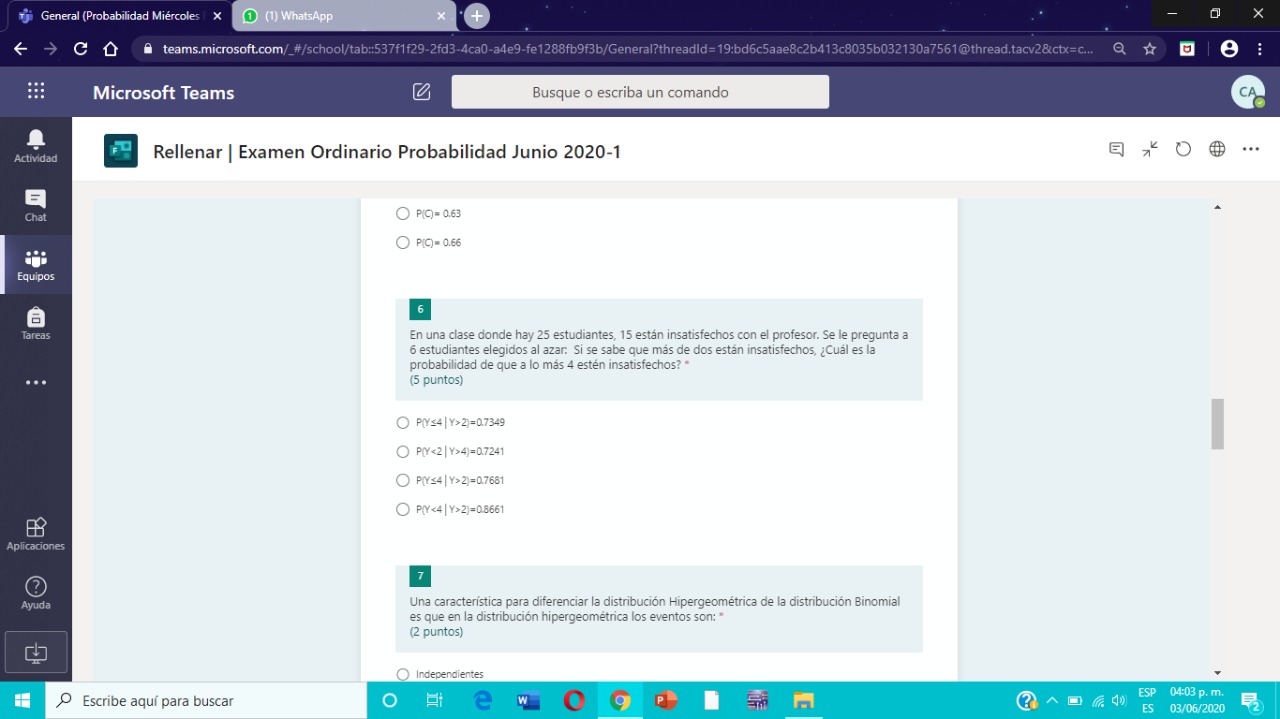 General (Probabilidad Miércoles
(1) WhatsApp
teams.microsoft.com/_#/school/tab::537f1f29-2fd3-4ca0-a4e9-fe1288fb9f3b/General?threadId=19:bd6c5aae8c2b413c8035b032130a7561@thread.tacv2&ctx=c...
Microsoft Teams
Busque o escriba un comando
CA
Actividad
Chat
Equipos
Tareas
Aplicaciones
Ayuda
Rellenar | Examen Ordinario Probabilidad Junio 2020-1
P(C)= 0.63
P(C)= 0.66
6
En una clase donde hay 25 estudiantes, 15 están insatisfechos con el profesor. Se le pregunta a
6 estudiantes elegidos al azar: Si se sabe que más de dos están insatisfechos, ¿Cuál es la
probabilidad de que a lo más 4 estén insatisfechos? *
(5 puntos)
P(Y≤4 | Y>2)=0.7349
P(Y<2 | Y>4)=0.7241
P(Y≤4 | Y>2)=0.7681
P(Y<4 | Y>2)=0.8661
7
Una característica para diferenciar la distribución Hipergeométrica de la distribución Binomial
es que en la distribución hipergeométrica los eventos son: *
(2 puntos)
Independientes
Escribe aquí para buscar
ESP
ES
04:03 p. m.
03/06/2020
2